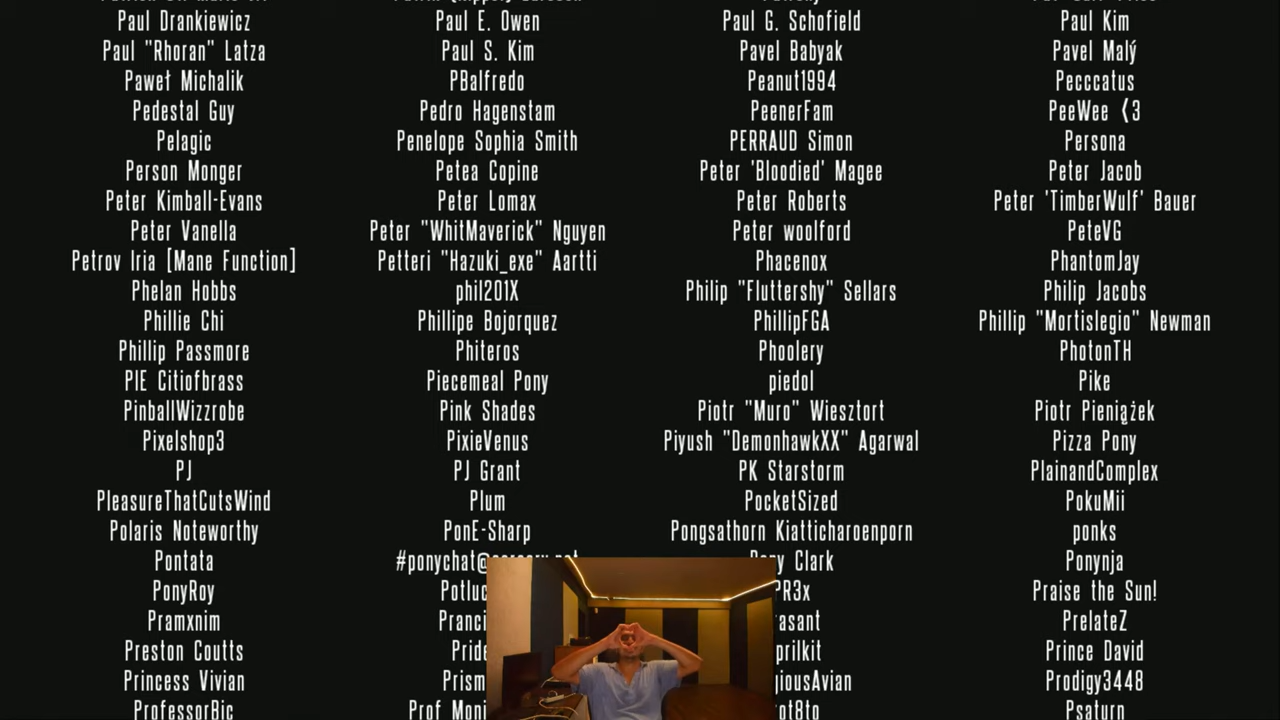 Paul Drankiewicz Paul E. Owen Paul G. Schofield Paul Kim
Paul "Rhoran" Latza Paul S. Kim Pavel Babyak Pavel Malý
Paweł Michalik PBalfredo Peanut1994 Pecccatus
Pedestal Guy Pedro Hagenstam PeenerFam PeeWee <3
Pelagic Penelope Sophia Smith PERRAUD Simon Persona
Person Monger Petea Copine Peter 'Bloodied' Magee Peter Jacob
Peter Kimball-Evans Peter Lomax Peter Roberts Peter 'TimberWulf' Bauer
Peter Vanella Peter "WhitMaverick" Nguyen Peter woolford PeteVG
Petrov Iria [Mane Function] Petteri "Hazuki_exe" Aartti Phacenox PhantomJay
Phelan Hobbs phil201X Philip "Fluttershy" Sellars Philip Jacobs
Phillie Chi Phillipe Bojorquez PhillipFGA Phillip "Mortislegio" Newman
Phillip Passmore Phiteros Phoolery PhotonTH
PIE Citiofbrass Piecemeal Pony piedol Pike
PinballWizzrobe Pink Shades Piotr "Muro" Wiesztort Piotr Pieniążek
Pixelshop3 PixieVenus Piyush "DemonhawkXX" Agarwal Pizza Pony
PJ PJ Grant PK Starstorm PlainandComplex
PleasureThatCutsWind Plum PocketSized PokuMii
Polaris Noteworthy PonE-Sharp Pongsathorn Kiatticharoenporn ponks
Pontata Clark Ponynja
PonyRoy Praise the Sun!
Pramxnim PrelateZ
Preston Coutts Prince David
Princess Vivian Prodigy3448
ProfessorBic Prof Psaturn